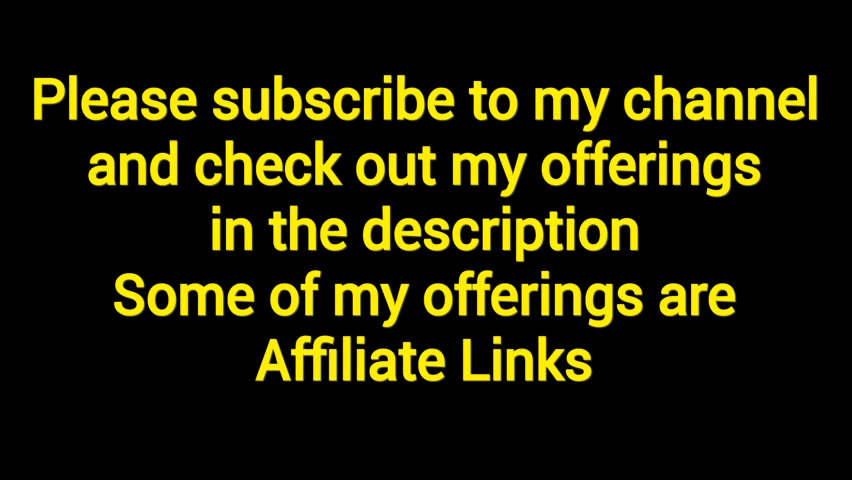 Please subscribe to my channel
and check out my offerings
in the description
Some of my offerings are
Affiliate Links